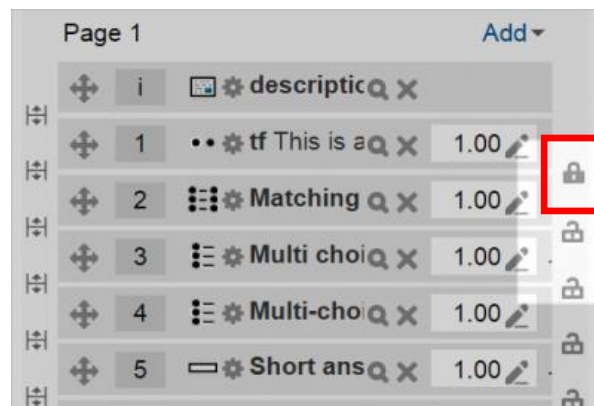 Page 1 Add
i descriptic
1 tf This is a 1.00
2 Matching 1.00
3 Multi choi 1.00
4 Multi-choi 1.00
5 Short ans 1.00